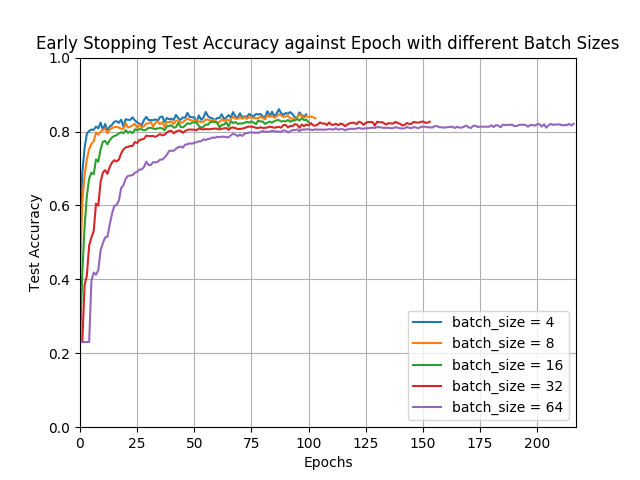 Early Stopping Test Accuracy against Epoch with different Batch Sizes
1.0
0.8
0.6
0.4
0.2
0.0
Test Accuracy
0 25 50 75 100 125 150 175 200
Epochs
batch_size = 4
batch_size = 8
batch_size = 16
batch_size = 32
batch_size = 64